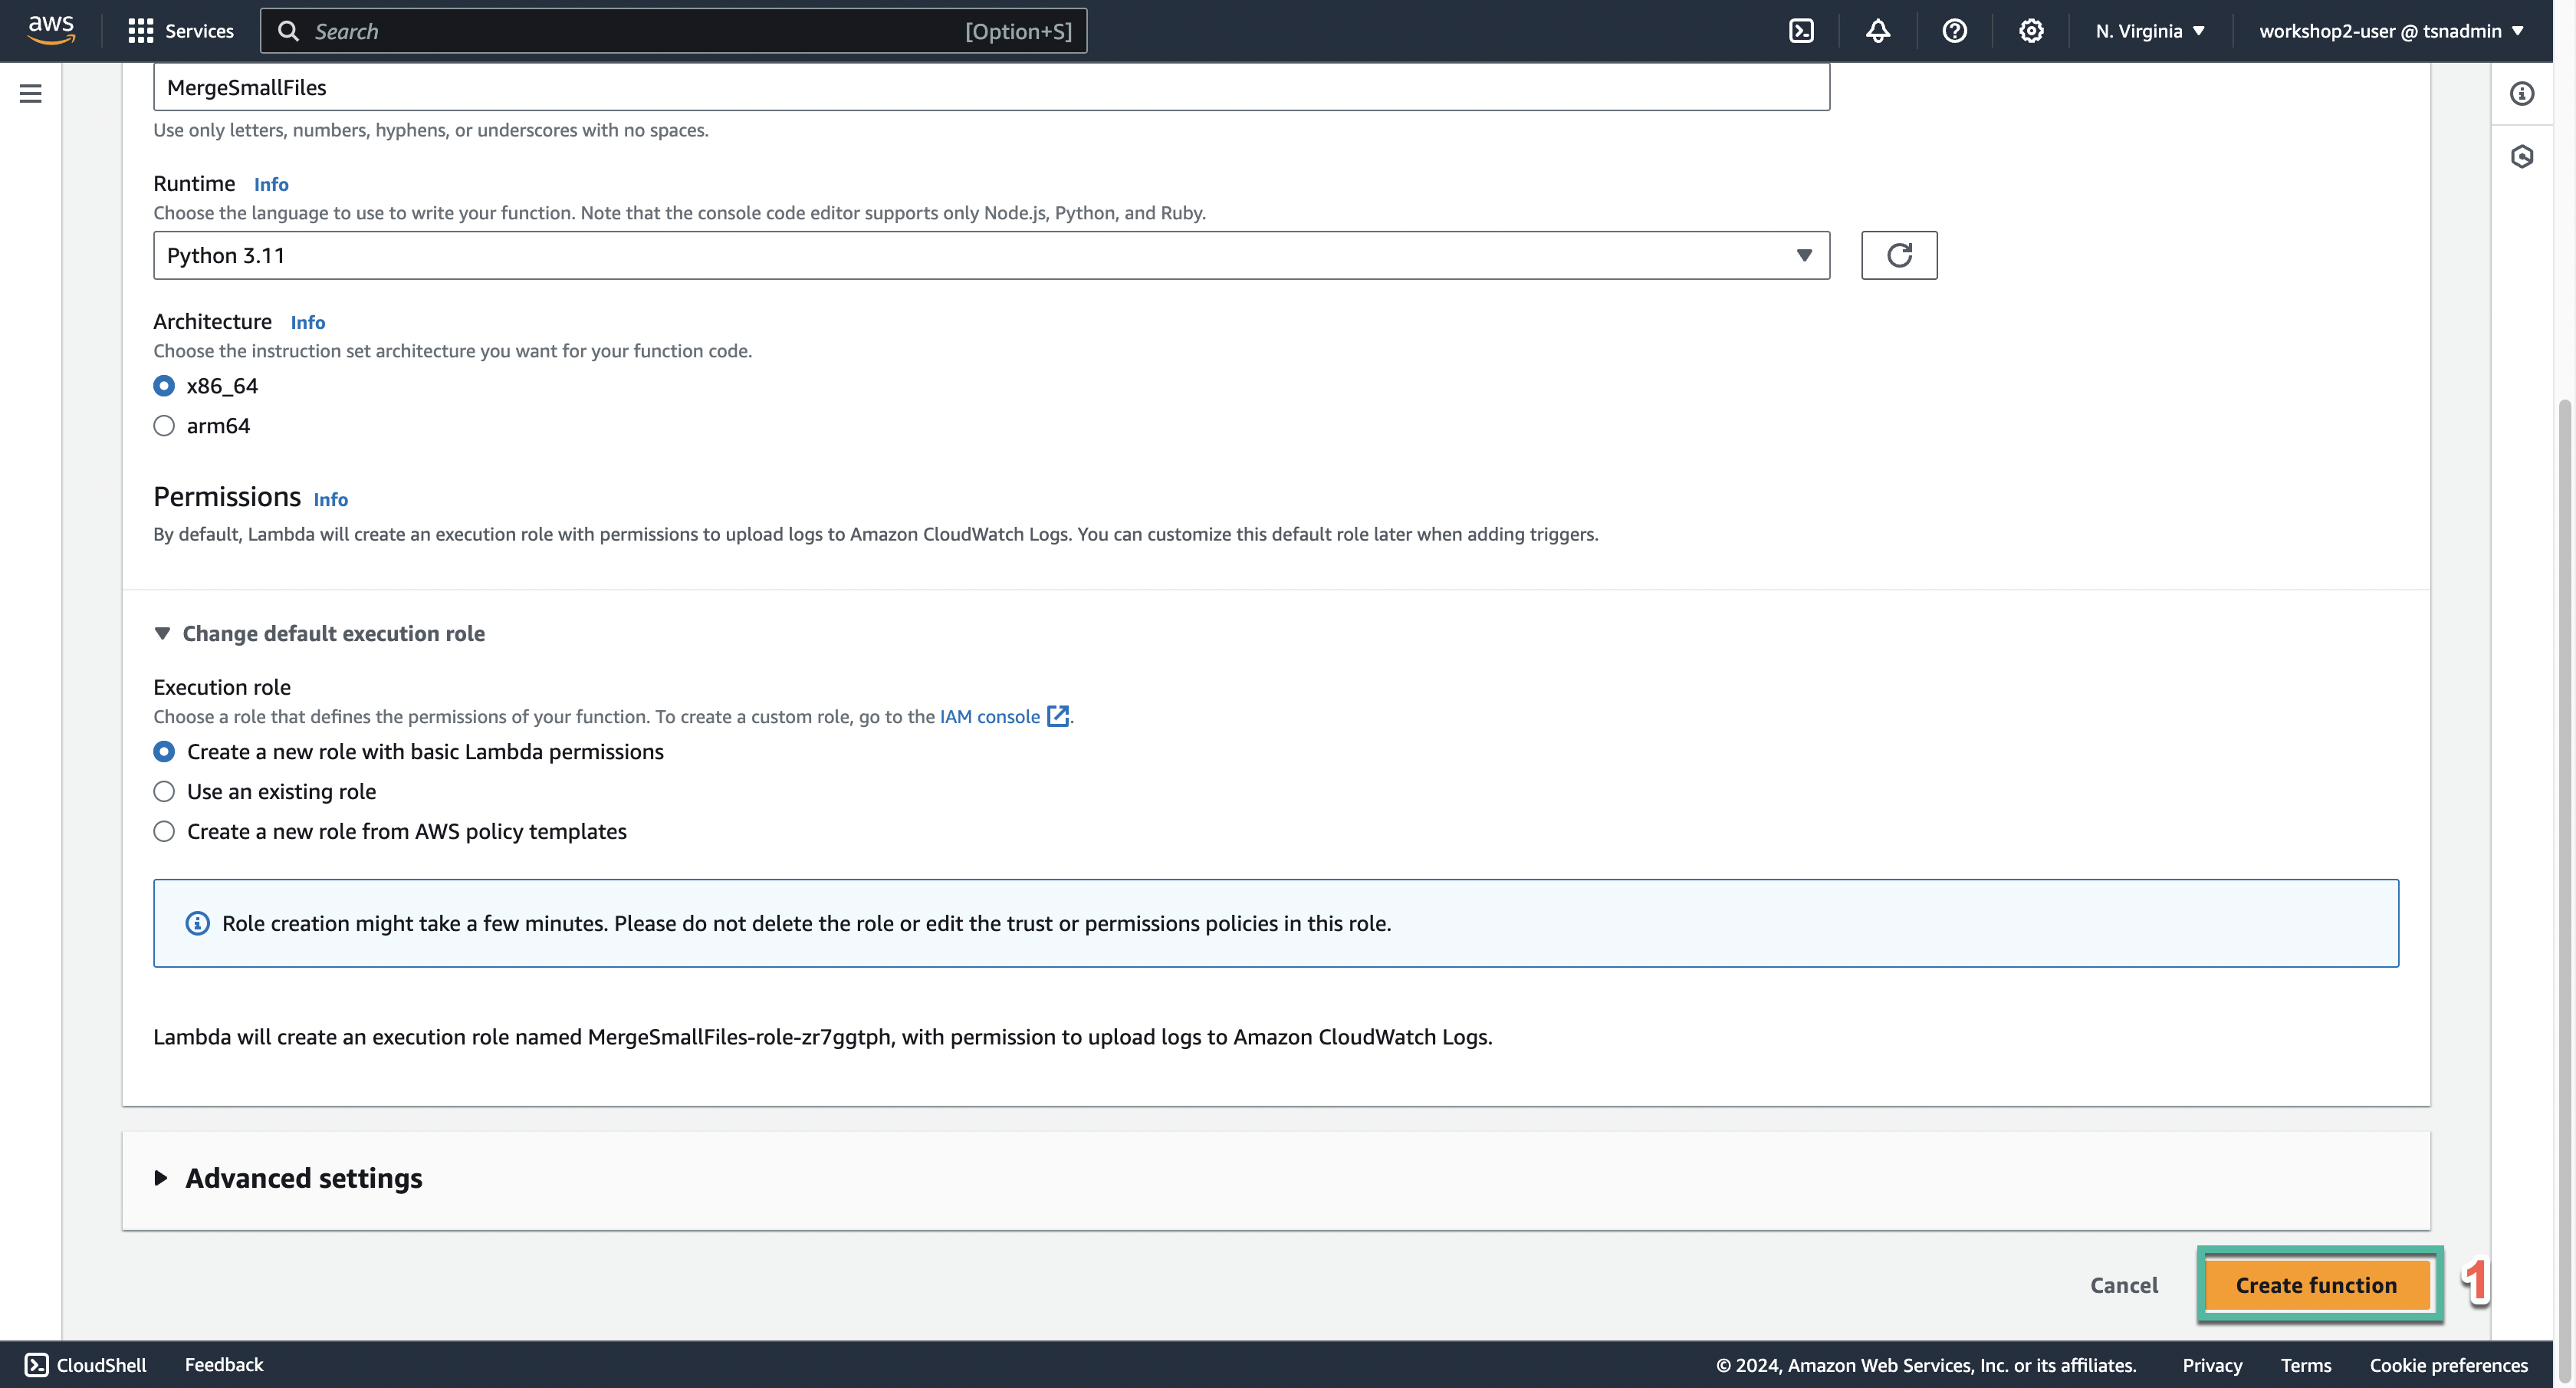 aws
Services
Search [Option+S]
N. Virginia
workshop2-user @ tsnadmin
MergeSmallFiles
Use only letters, numbers, hyphens, or underscores with no spaces.
Runtime Info
Choose the language to use to write your function. Note that the console code editor supports only Node.js, Python, and Ruby.
Python 3.11
Architecture Info
Choose the instruction set architecture you want for your function code.
x86_64
arm64
Permissions Info
By default, Lambda will create an execution role with permissions to upload logs to Amazon CloudWatch Logs. You can customize this default role later when adding triggers.
Change default execution role
Execution role
Choose a role that defines the permissions of your function. To create a custom role, go to the IAM console .
Create a new role with basic Lambda permissions
Use an existing role
Create a new role from AWS policy templates
Role creation might take a few minutes. Please do not delete the role or edit the trust or permissions policies in this role.
Lambda will create an execution role named MergeSmallFiles-role-zr7ggtph, with permission to upload logs to Amazon CloudWatch Logs.
Advanced settings
Cancel
Create function
1
CloudShell
Feedback
© 2024, Amazon Web Services, Inc. or its affiliates.
Privacy
Terms
Cookie preferences